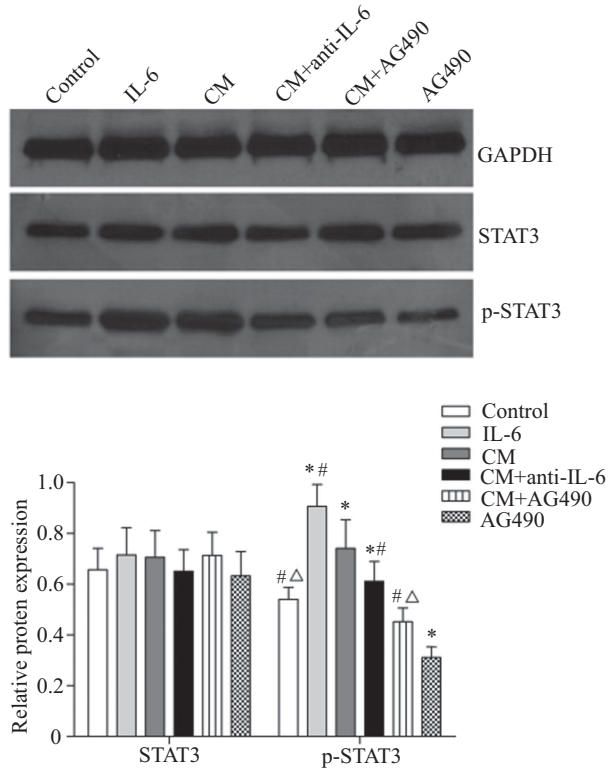 Control
IL-6
CM
CM+anti-IL-6
CM+AG490
AG490
GAPDH
STAT3
p-STAT3
Control
IL-6
CM
CM+anti-IL-6
CM+AG490
AG490
Relative proten expression
1.0
0.8
0.6
0.4
0.2
0
#△
*#
*
*#
#△
*
STAT3
p-STAT3